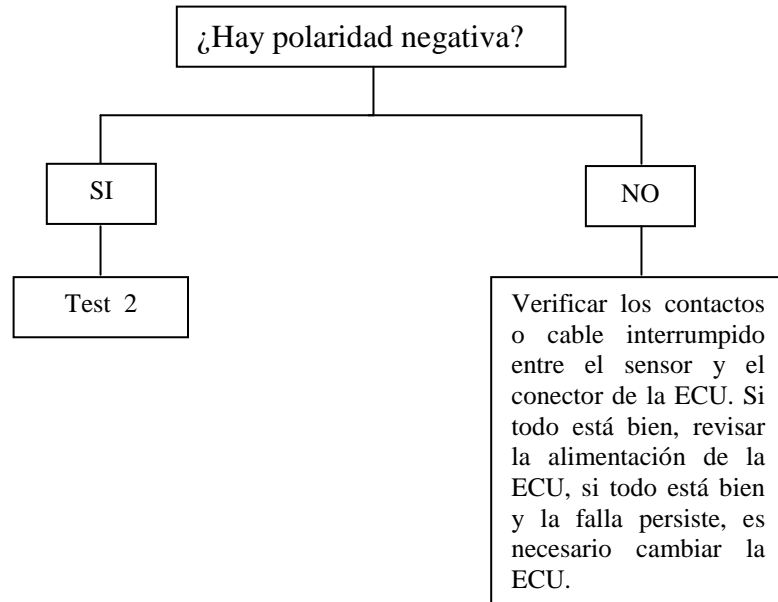 ¿Hay polaridad negativa?
SI
NO
Test 2
Verificar los contactos
o cable interrumpido
entre el sensor y el
conector de la ECU. Si
todo está bien, revisar
la alimentación de la
ECU, si todo está bien
y la falla persiste, es
necesario cambiar la
ECU.